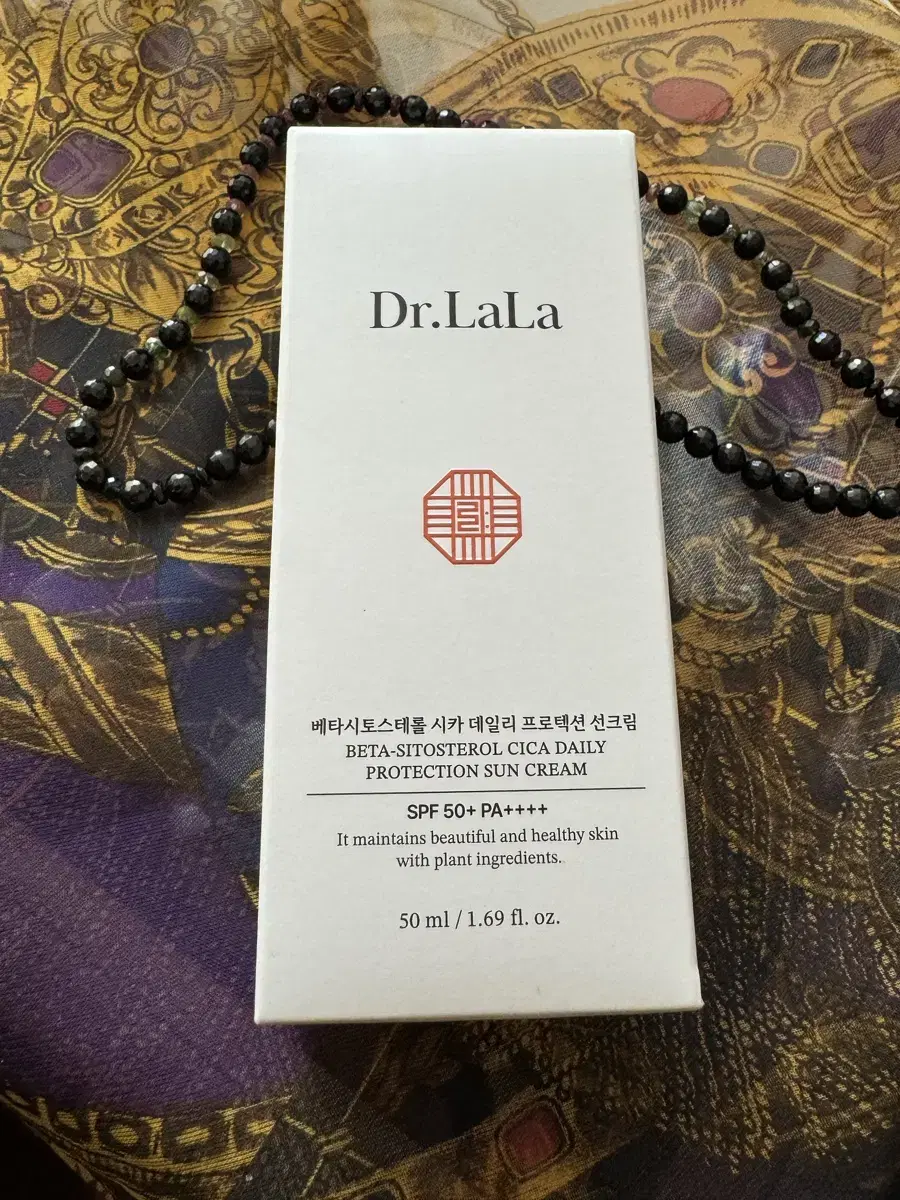 Dr.LaLa
베타시토스테롤 시카 데일리 프로텍션 선크림
BETA-SITOSTEROL CICA DAILY
PROTECTION SUN CREAM
SPF 50+ PA++++
It maintains beautiful and healthy skin
with plant ingredients.
50 ml / 1.69 fl. oz.